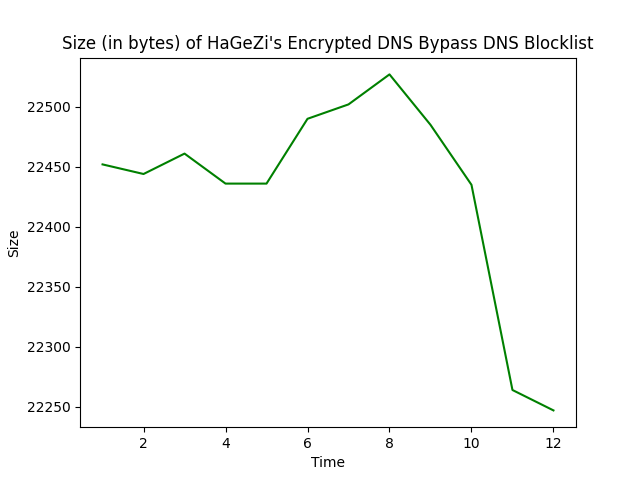 Size (in bytes) of HaGeZi's Encrypted DNS Bypass DNS Blocklist
22500
22450
22400
22350
22300
22250
Size
2 4 6 8 10 12
Time